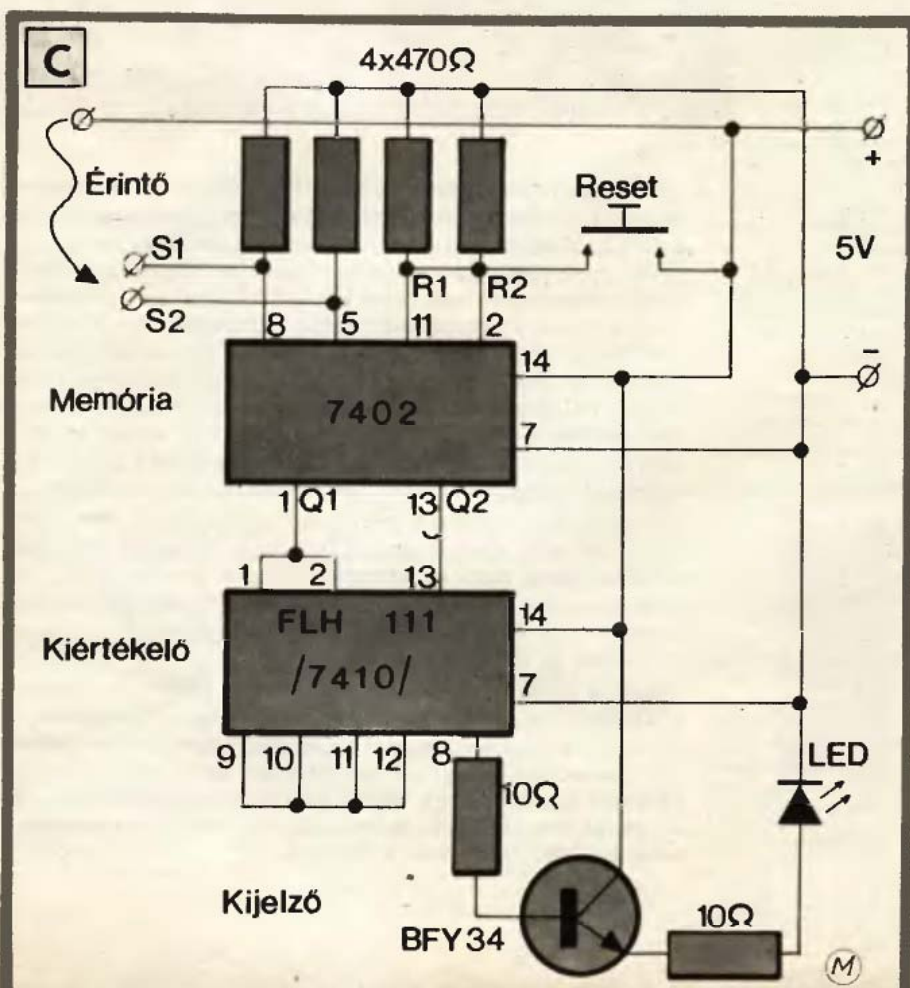 C
4x470Ω
Érintő
+
Reset
5V
S1
S2
R1
R2
8 5 11 2
14
−
Memória
7402
7
1 Q1 13 Q2
1 2 13
FLH 111
14
Kiértékelő
/7410/
7
9 10 11 12 8
LED
10Ω
Kijelző
BFY34
10Ω
M